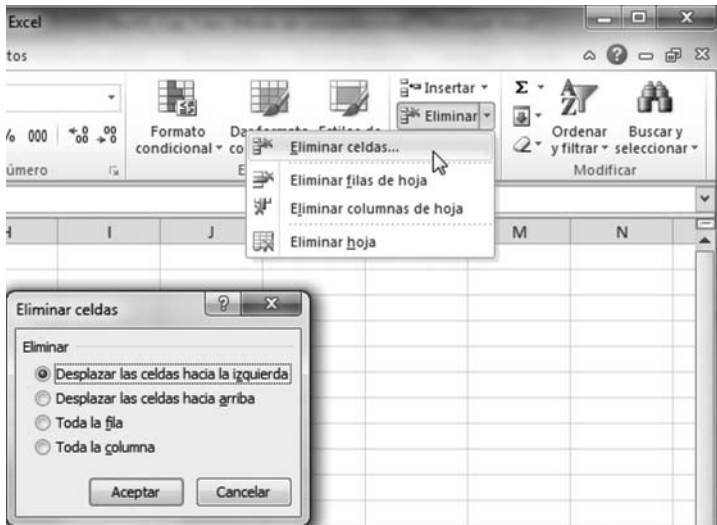 Excel
tos
Insertar
Σ
Eliminar
% 000
Formato
condicional
Ordenar
y filtrar
Buscar y
seleccionar
Modificar
úmero
Eliminar celdas...
Eliminar filas de hoja
Eliminar columnas de hoja
Eliminar hoja
I J M N
Eliminar celdas
Eliminar
Desplazar las celdas hacia la izquierda
Desplazar las celdas hacia arriba
Toda la fila
Toda la columna
Aceptar Cancelar